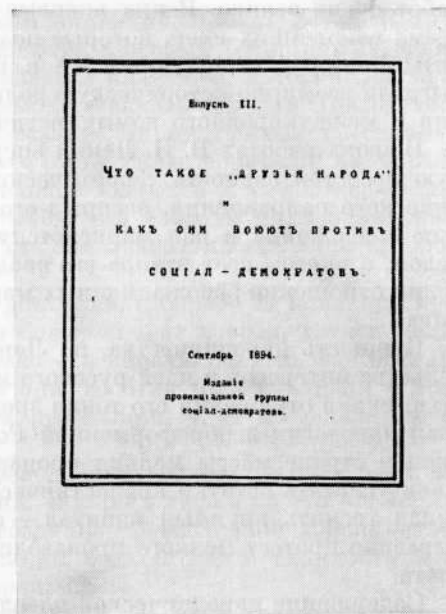 Выпускъ III.
Что такое „друзья народа“
и
какъ они воюютъ противъ
соцiал-демократовъ.
Сентябрь 1894.
Изданiе
провинцiальной группы
соцiал-демократовъ.